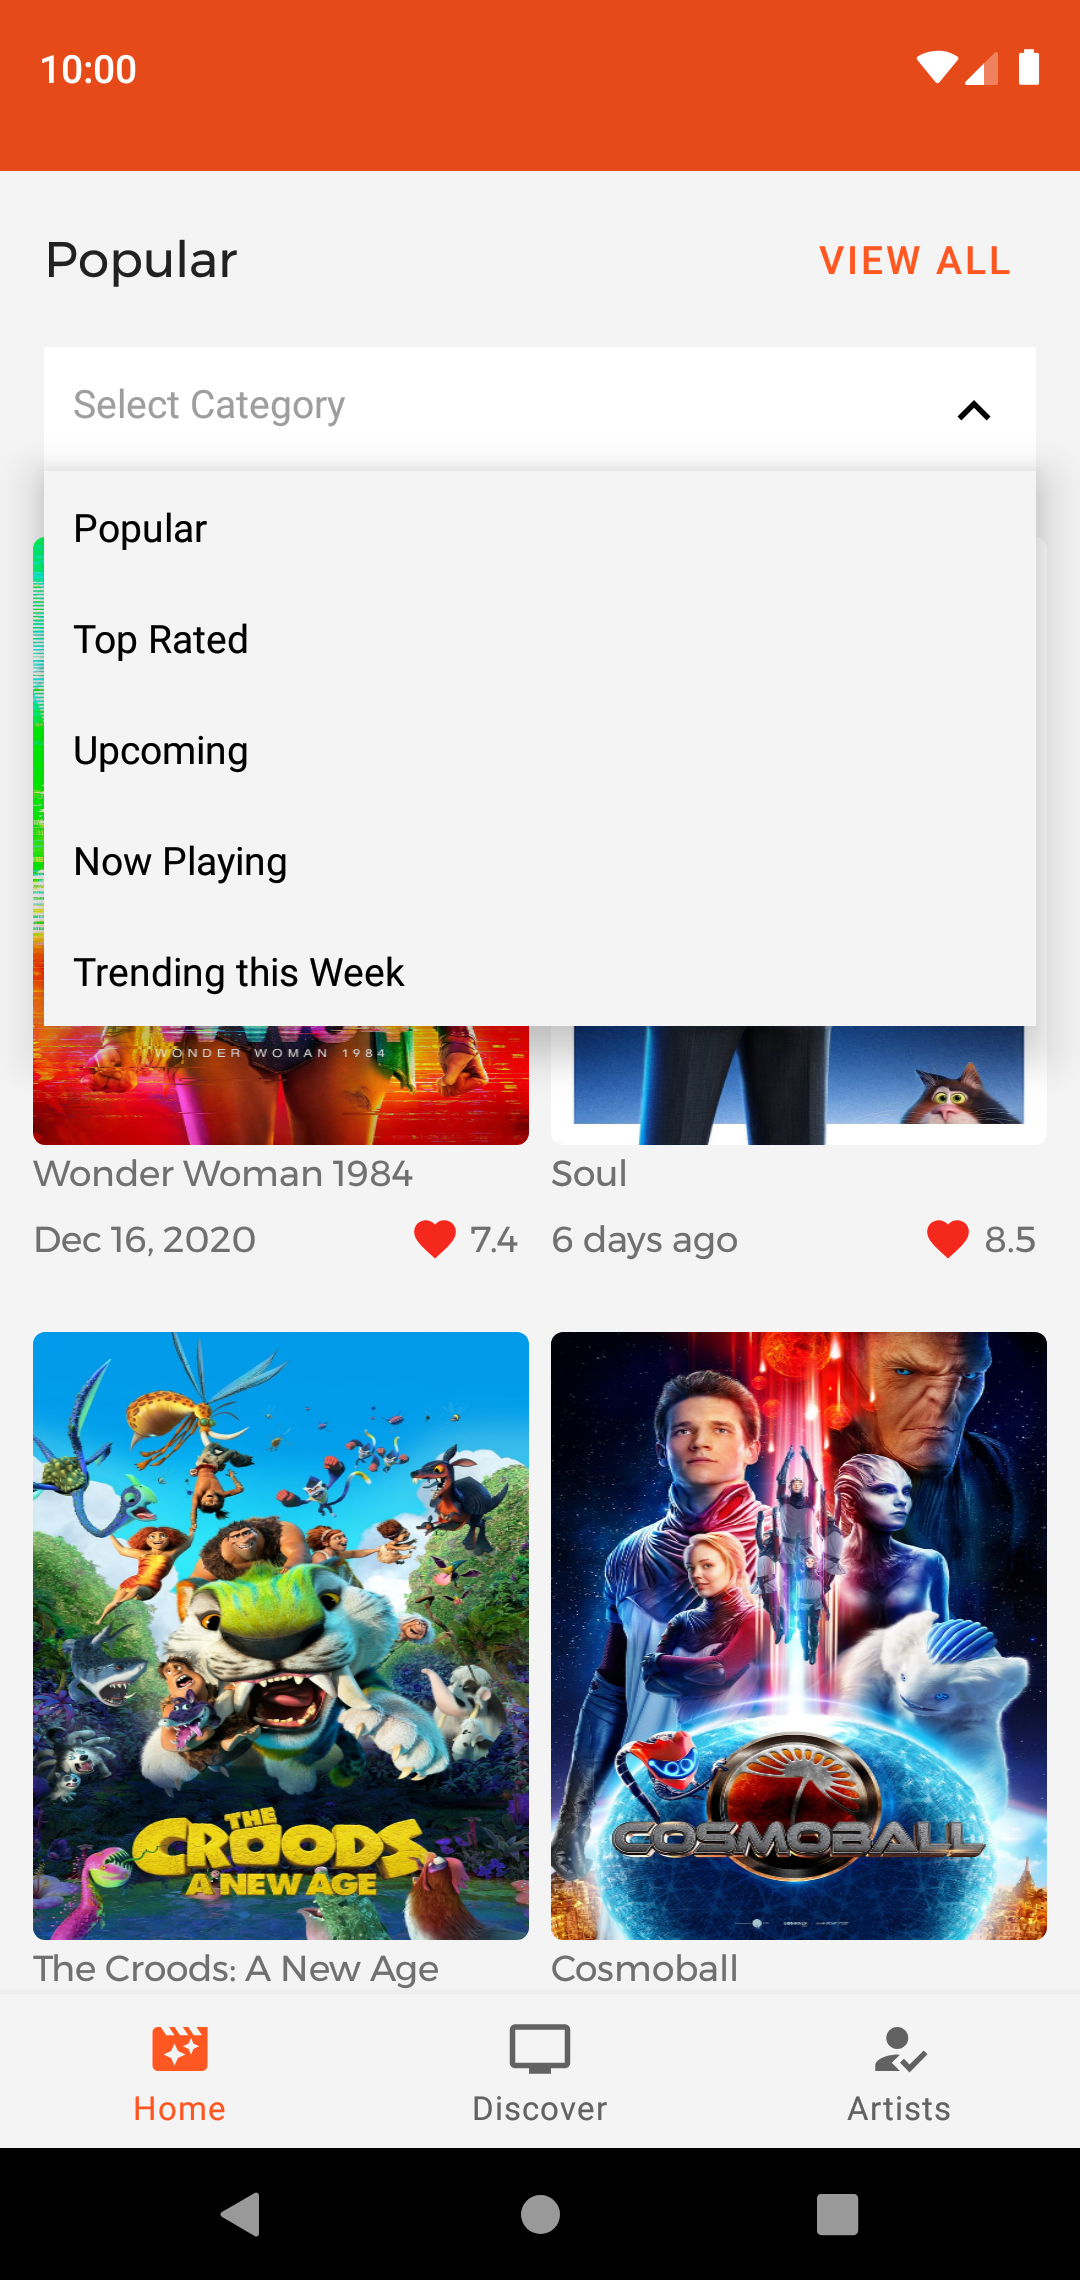 10:00
Popular
VIEW ALL
Select Category
Popular
Top Rated
Upcoming
Now Playing
Trending this Week
WONDER WOMAN 1984
Wonder Woman 1984
Soul
Dec 16, 2020
7.4
6 days ago
8.5
THE
CROODS
A NEW AGE
COSMOBALL
The Croods: A New Age
Cosmoball
Home
Discover
Artists